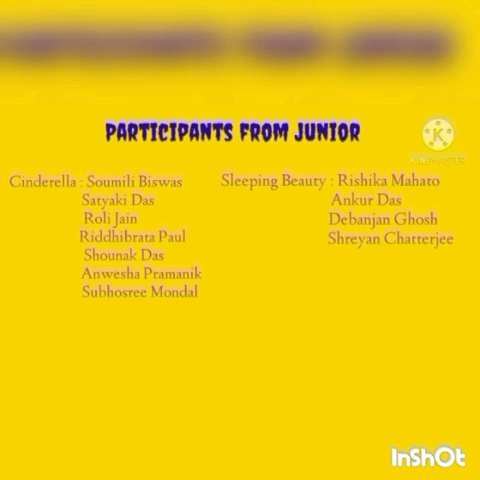 PARTICIPANTS FROM JUNIOR
Cinderella : Soumili Biswas
Satyaki Das
Roli Jain
Riddhibrata Paul
Shounak Das
Anwesha Pramanik
Subhosree Mondal
Sleeping Beauty : Rishika Mahato
Ankur Das
Debanjan Ghosh
Shreyan Chatterjee
K
InShOt